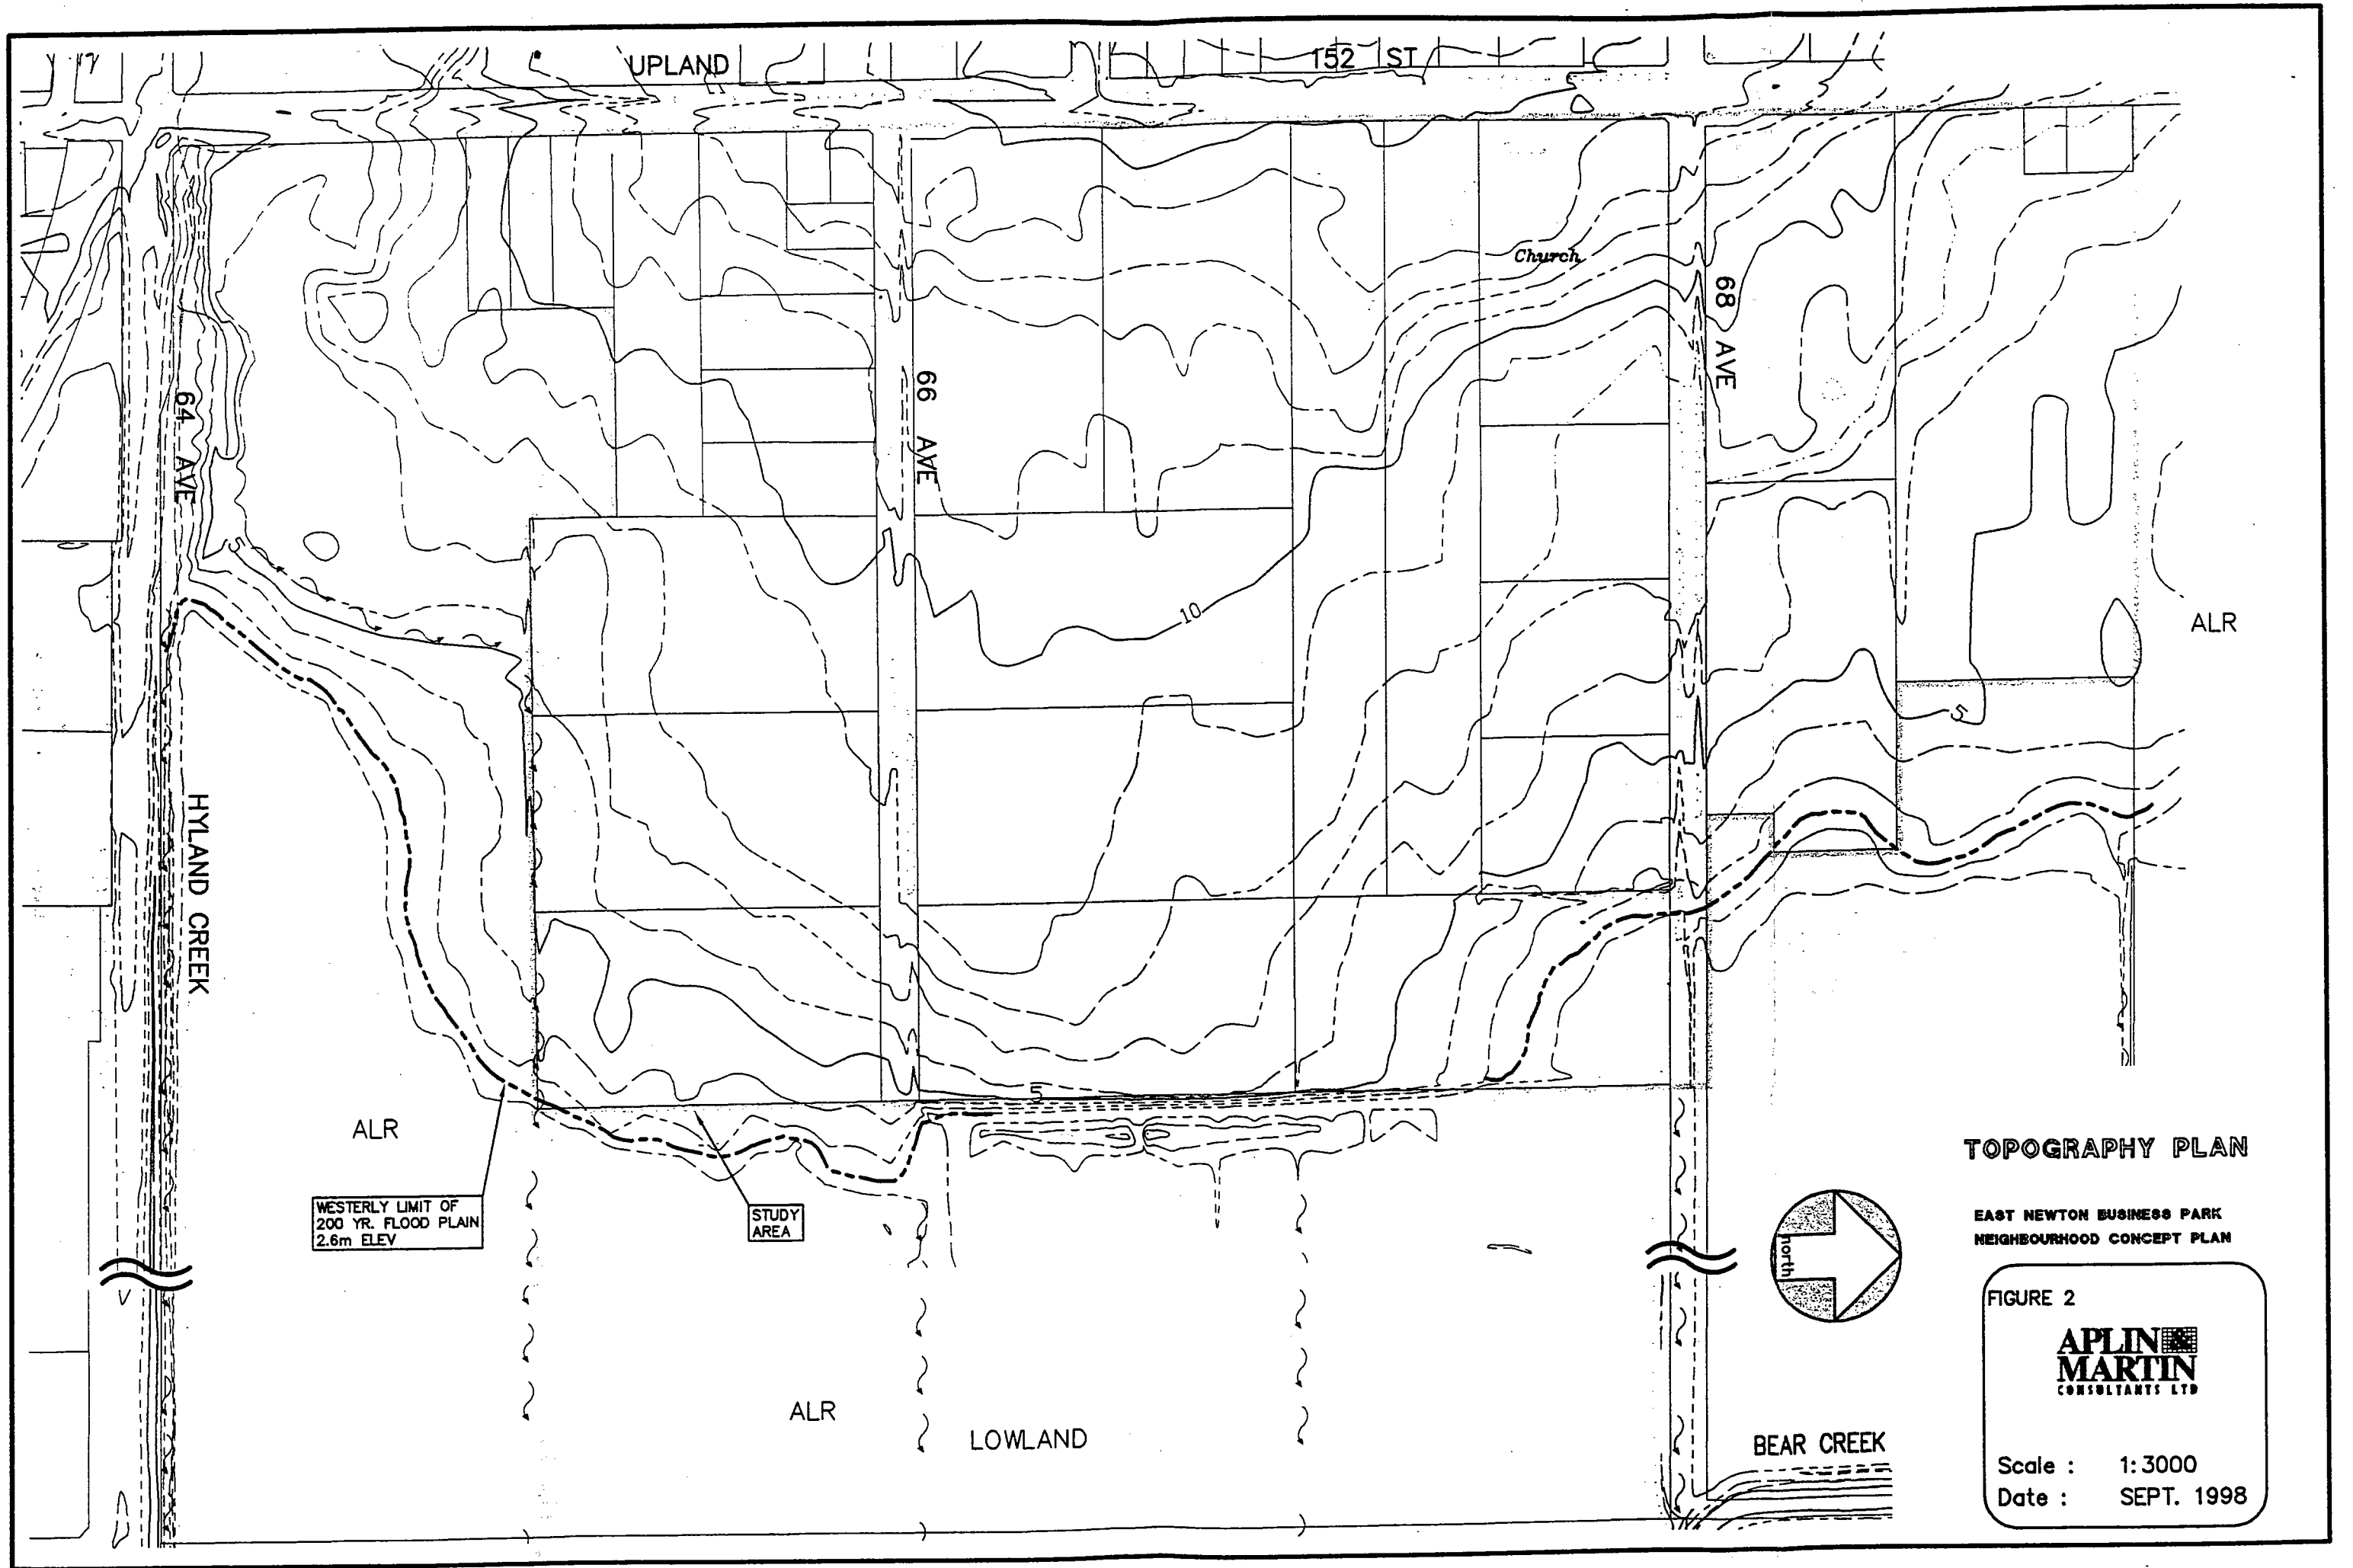 UPLAND
152 ST
Church
68 AVE
66 AVE
64 AVE
5
10
ALR
5
HYLAND CREEK
5
ALR
WESTERLY LIMIT OF
200 YR. FLOOD PLAIN
2.6m ELEV
STUDY
AREA
TOPOGRAPHY PLAN
EAST NEWTON BUSINESS PARK
NEIGHBOURHOOD CONCEPT PLAN
north
FIGURE 2
APLIN &
MARTIN
CONSULTANTS LTD
ALR
LOWLAND
BEAR CREEK
Scale : 1:3000
Date : SEPT. 1998